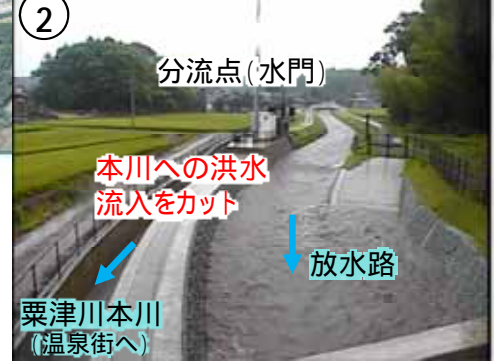 ②
分流点(水門)
本川への洪水
流入をカット
放水路
粟津川本川
(温泉街へ)